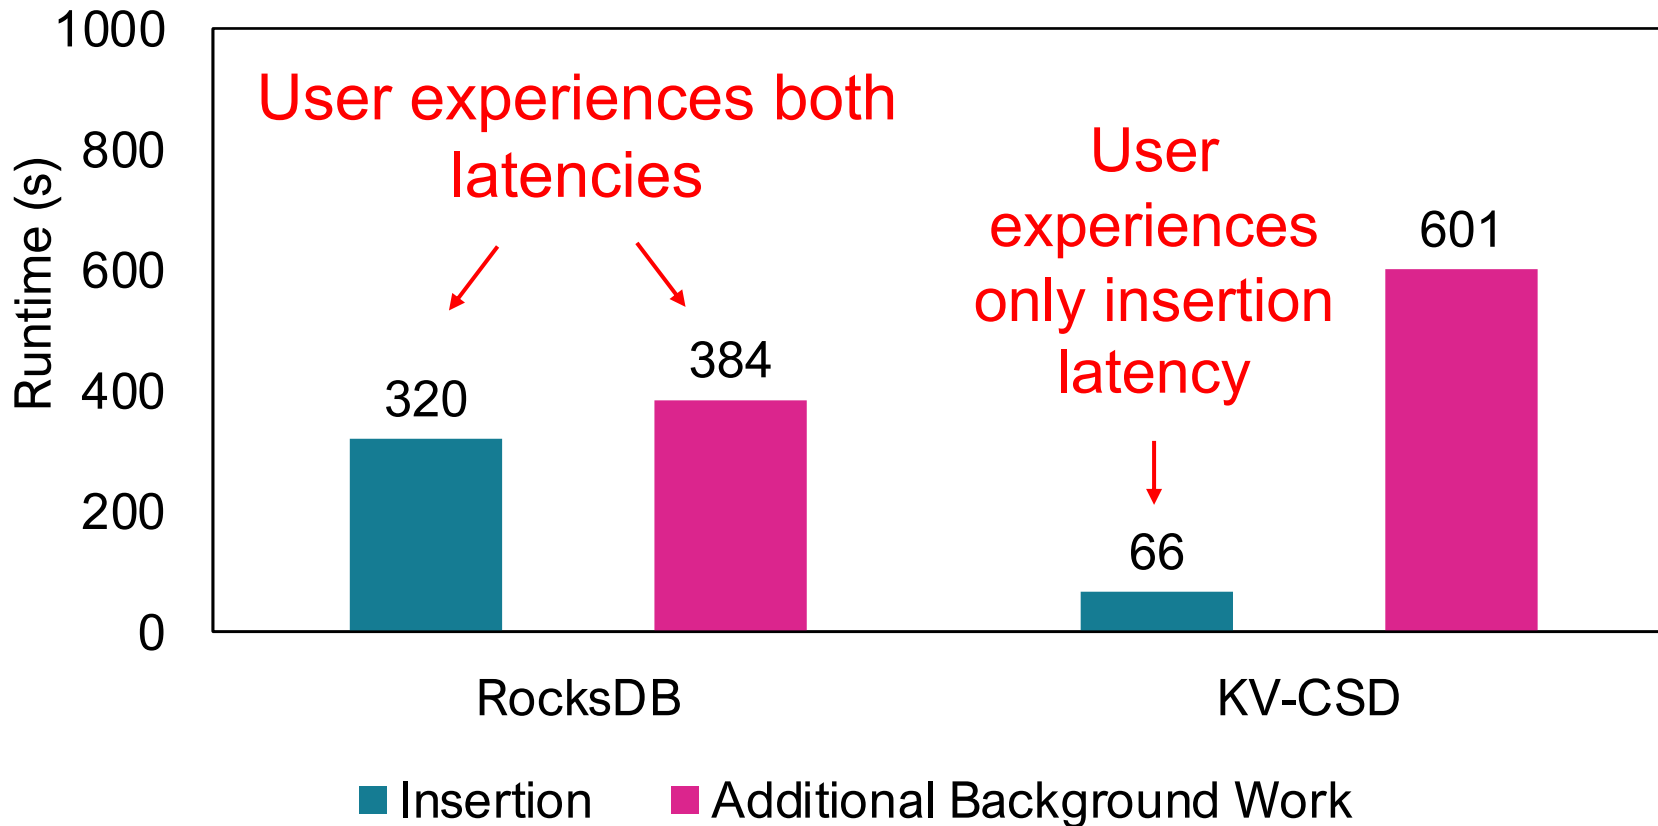 1000
800
600
400
200
0
Runtime (s)
User experiences both
latencies
User
experiences
only insertion
latency
320
384
66
601
RocksDB
KV-CSD
Insertion
Additional Background Work